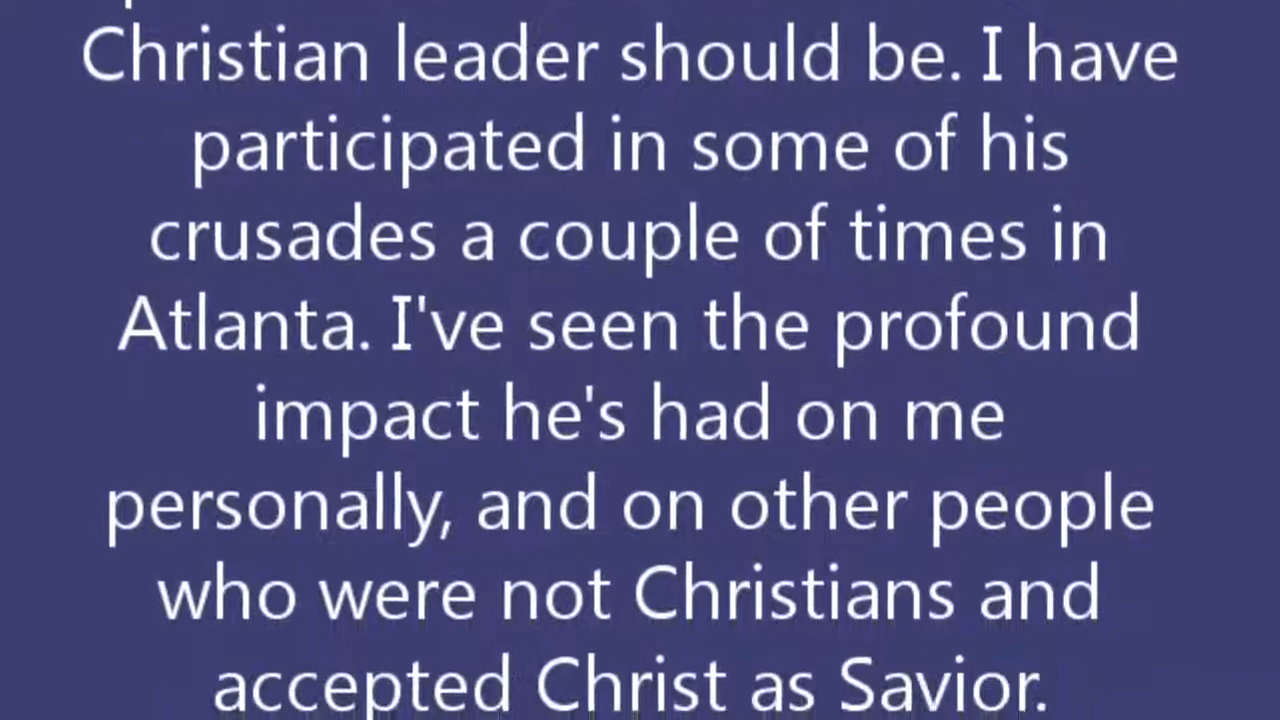 Christian leader should be. I have
participated in some of his
crusades a couple of times in
Atlanta. I've seen the profound
impact he's had on me
personally, and on other people
who were not Christians and
accepted Christ as Savior.